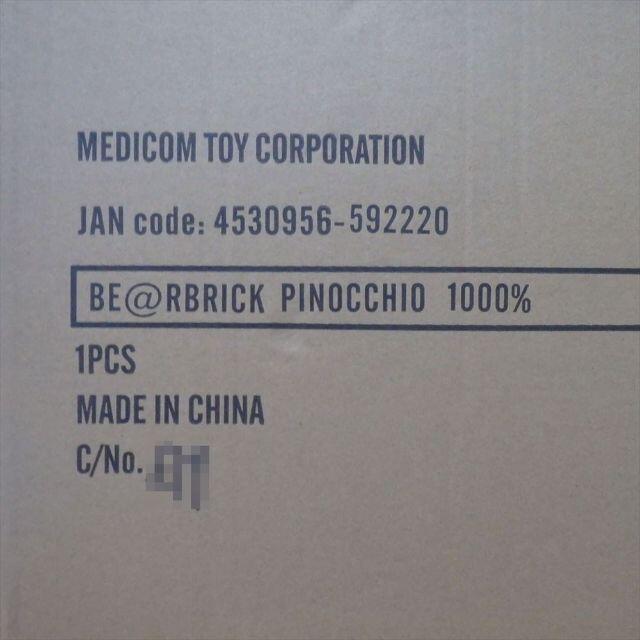 MEDICOM TOY CORPORATION
JAN code: 4530956-592220
BE@RBRICK PINOCCHIO 1000%
1PCS
MADE IN CHINA
C/No.